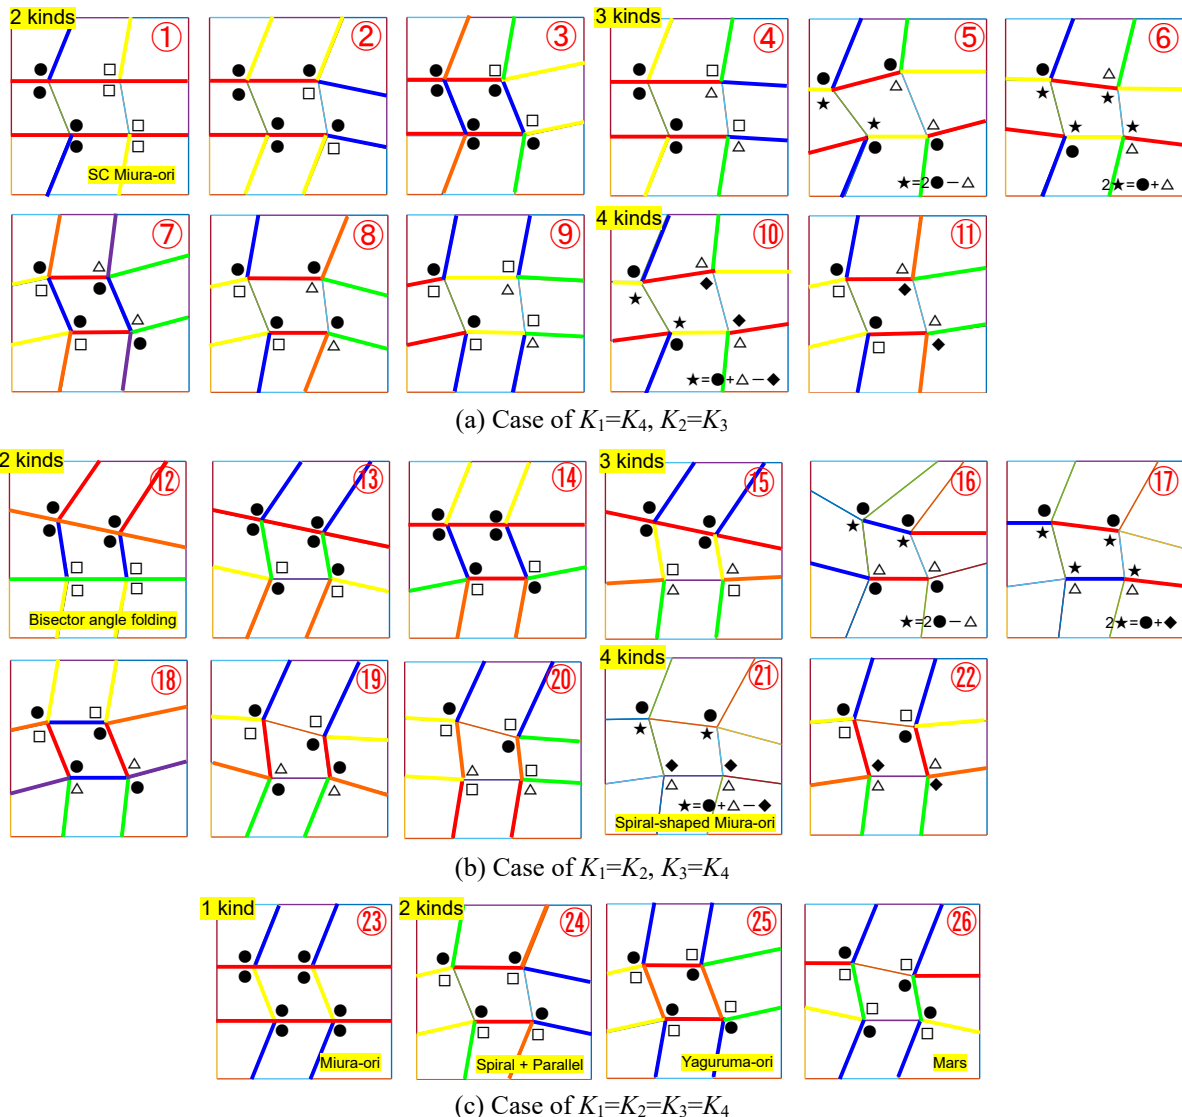 2 kinds
①
②
③
3 kinds
④
⑤
⑥
SC Miura-ori
★=2●−△
2★=●+△
⑦
⑧
⑨
4 kinds
⑩
⑪
★=●+△−◆
(a) Case of K₁=K₄, K₂=K₃
2 kinds
⑫
⑬
⑭
3 kinds
⑮
⑯
⑰
Bisector angle folding
★=2●−△
2★=●+◆
⑱
⑲
⑳
4 kinds
㉑
㉒
★=●+△−◆
Spiral-shaped Miura-ori
(b) Case of K₁=K₂, K₃=K₄
1 kind
㉓
2 kinds
㉔
㉕
㉖
Miura-ori
Spiral + Parallel
Yaguruma-ori
Mars
(c) Case of K₁=K₂=K₃=K₄